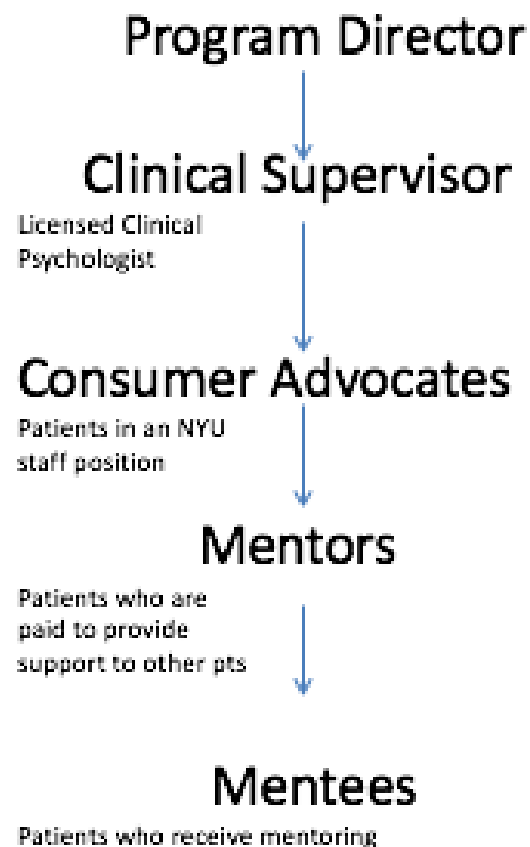 Program Director
Clinical Supervisor
Licensed Clinical
Psychologist
Consumer Advocates
Patients in an NYU
staff position
Mentors
Patients who are
paid to provide
support to other pts
Mentees
Patients who receive mentoring